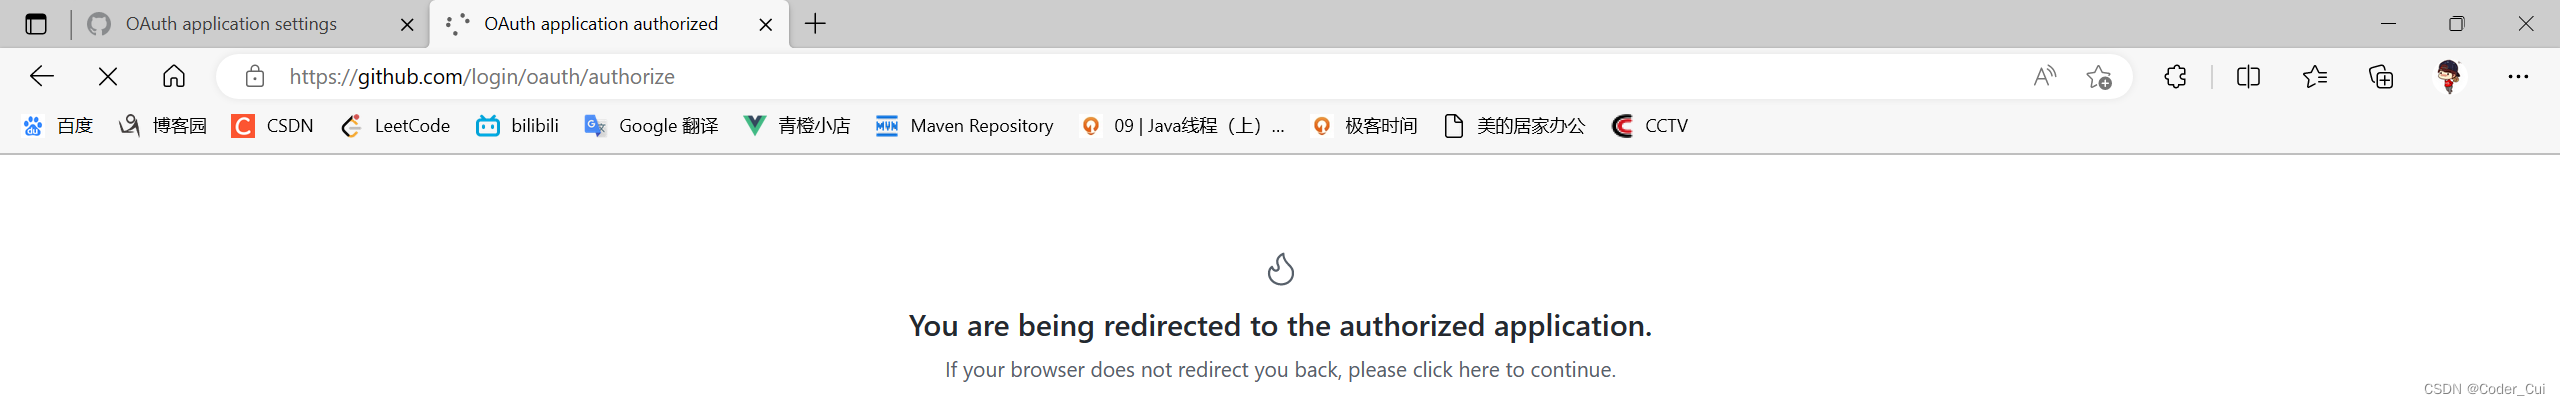 OAuth application settings OAuth application authorized
https://github.com/login/oauth/authorize
百度 博客园 CSDN LeetCode bilibili Google 翻译 青橙小店 Maven Repository 09 | Java线程（上）... 极客时间 美的居家办公 CCTV
You are being redirected to the authorized application.
If your browser does not redirect you back, please click here to continue.
CSDN @Coder_Cui